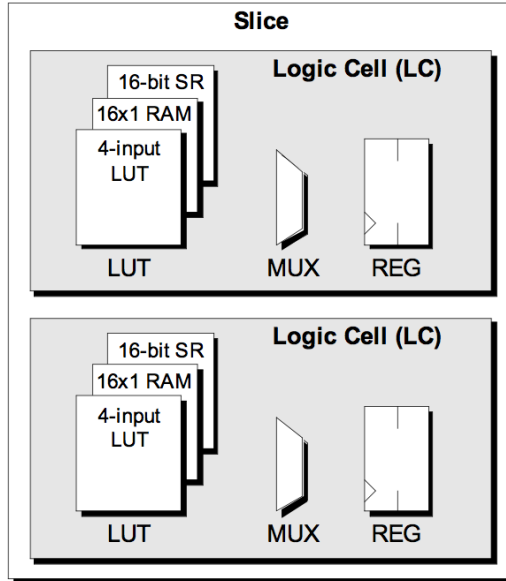 Slice
Logic Cell (LC)
16-bit SR
16x1 RAM
4-input
LUT
LUT
MUX
REG
Logic Cell (LC)
16-bit SR
16x1 RAM
4-input
LUT
LUT
MUX
REG